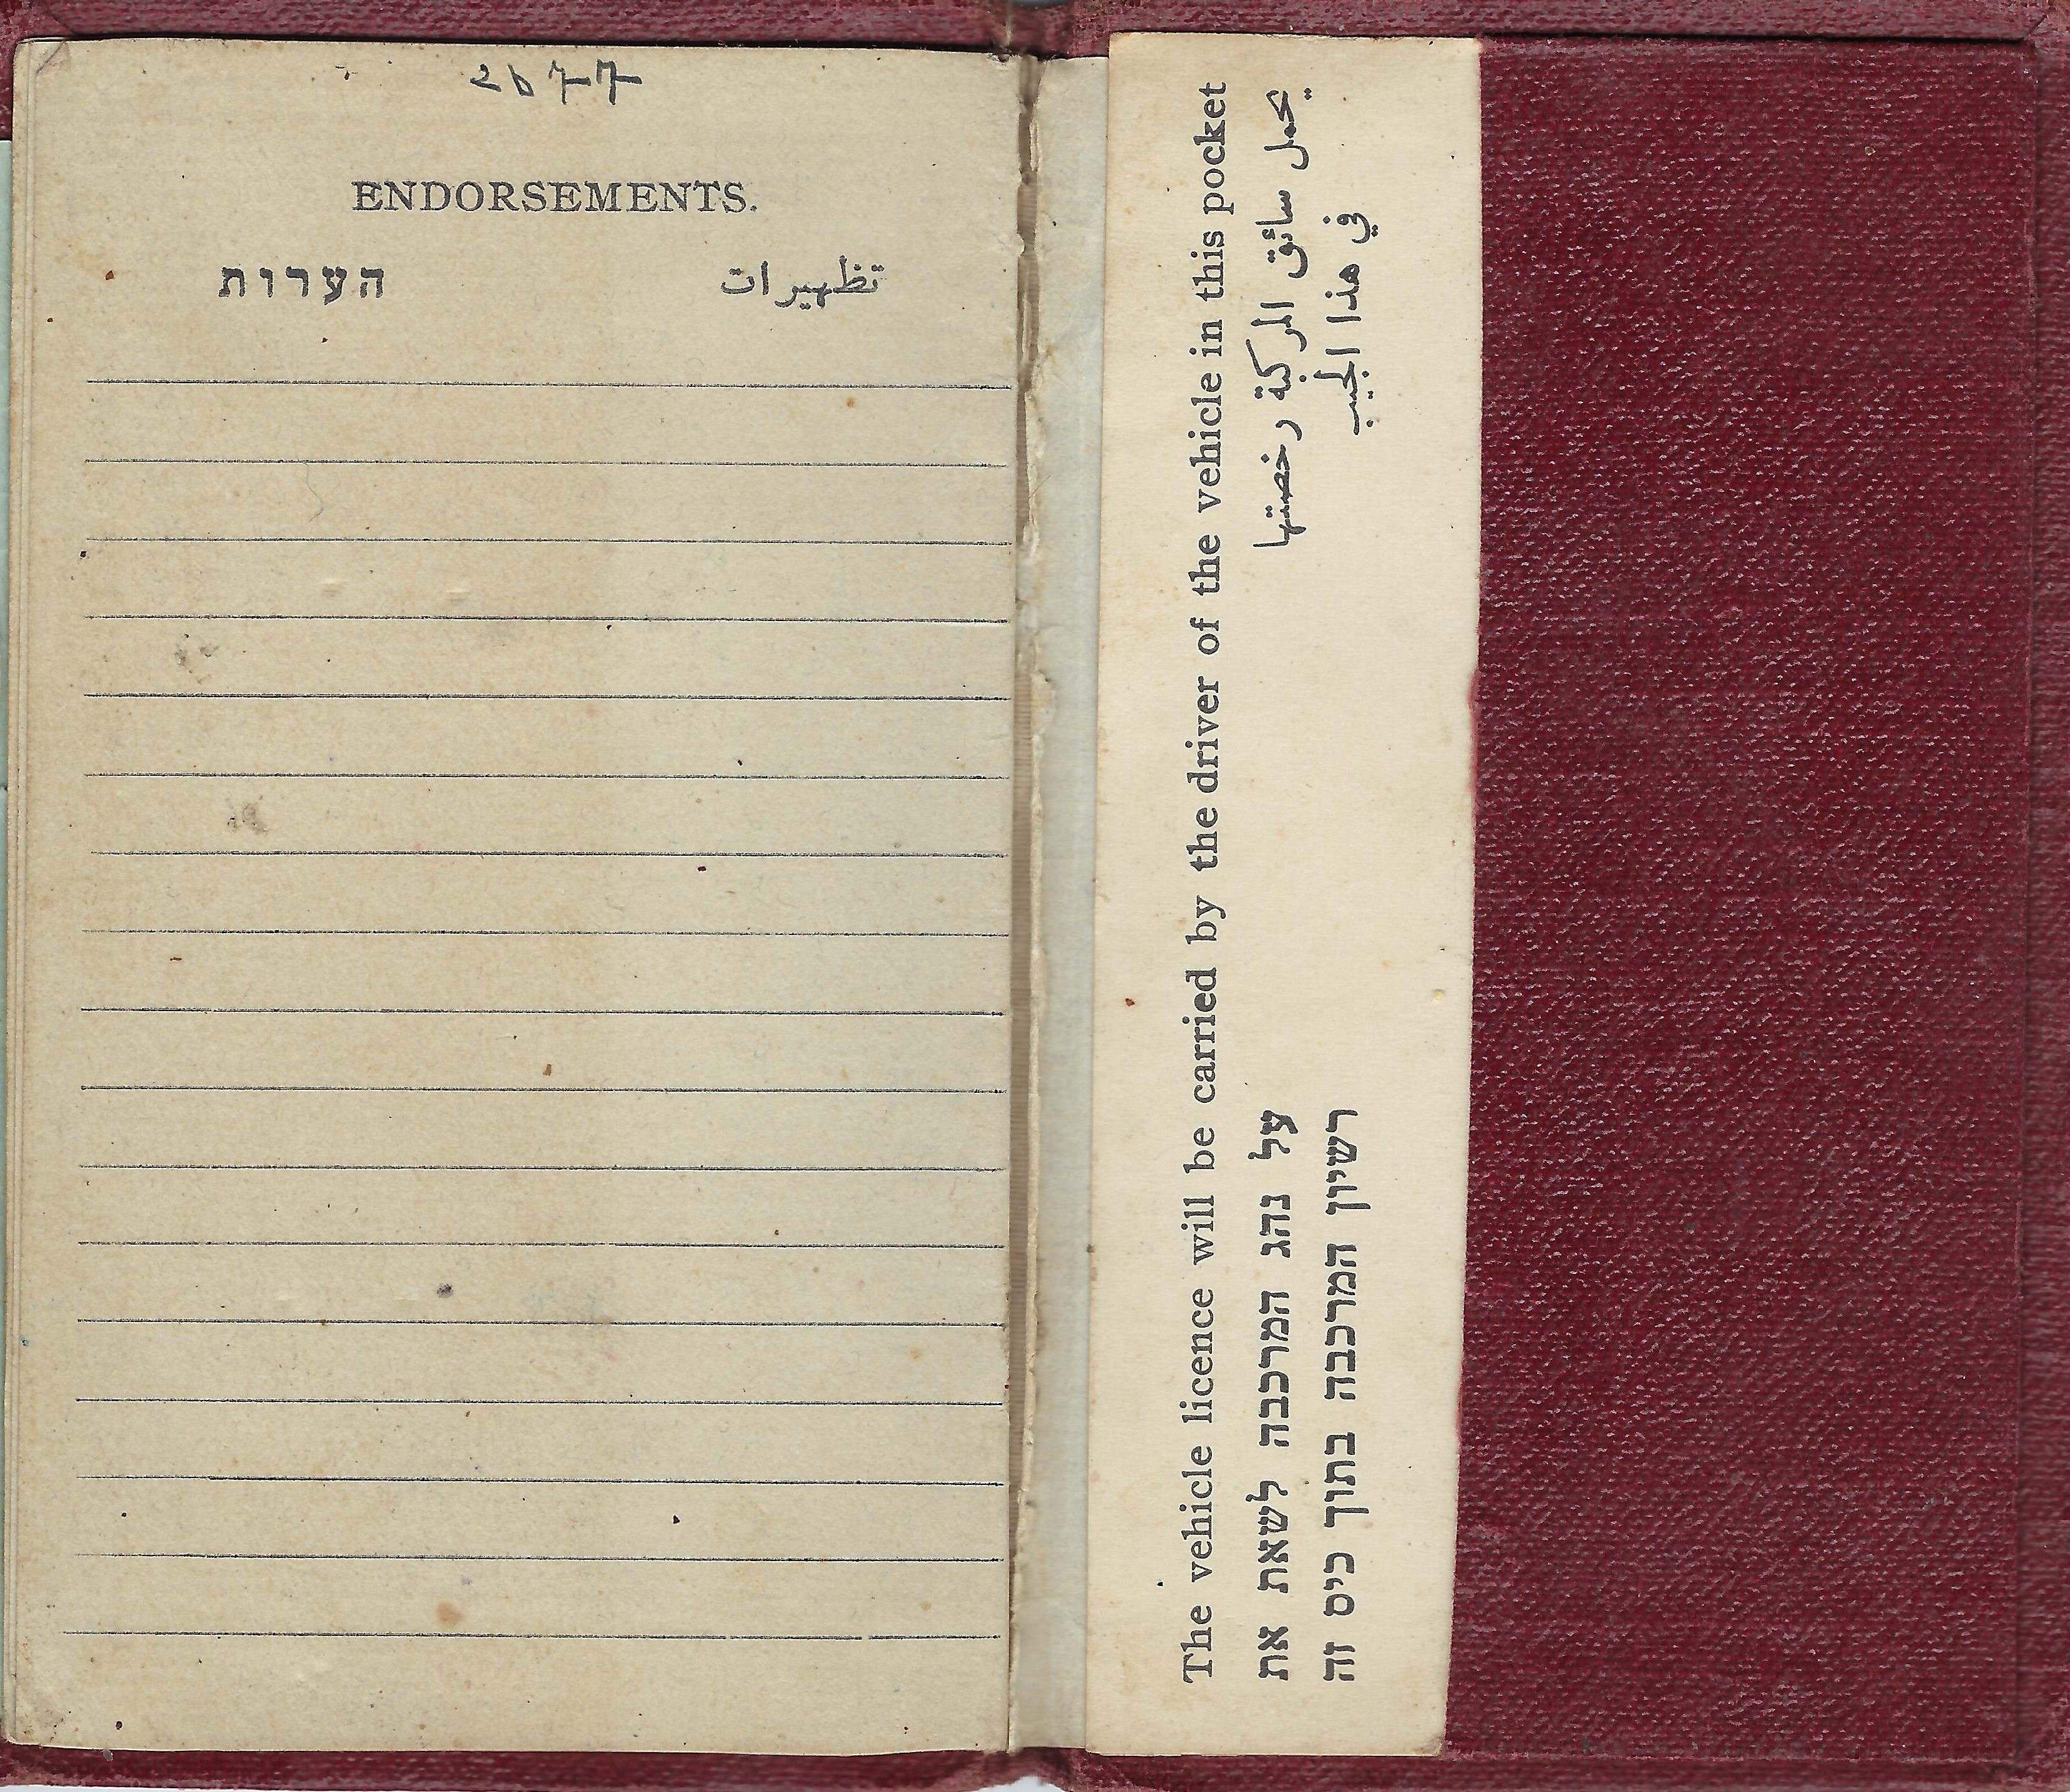 2677
ENDORSEMENTS.
הערות
تظهيرات
The vehicle licence will be carried by the driver of the vehicle in this pocket
يحمل سائق المركبة رخصتها
في هذا الجيب
על נהג המרכבה לשאת את
רשיון המרכבה בתוך כיס זה